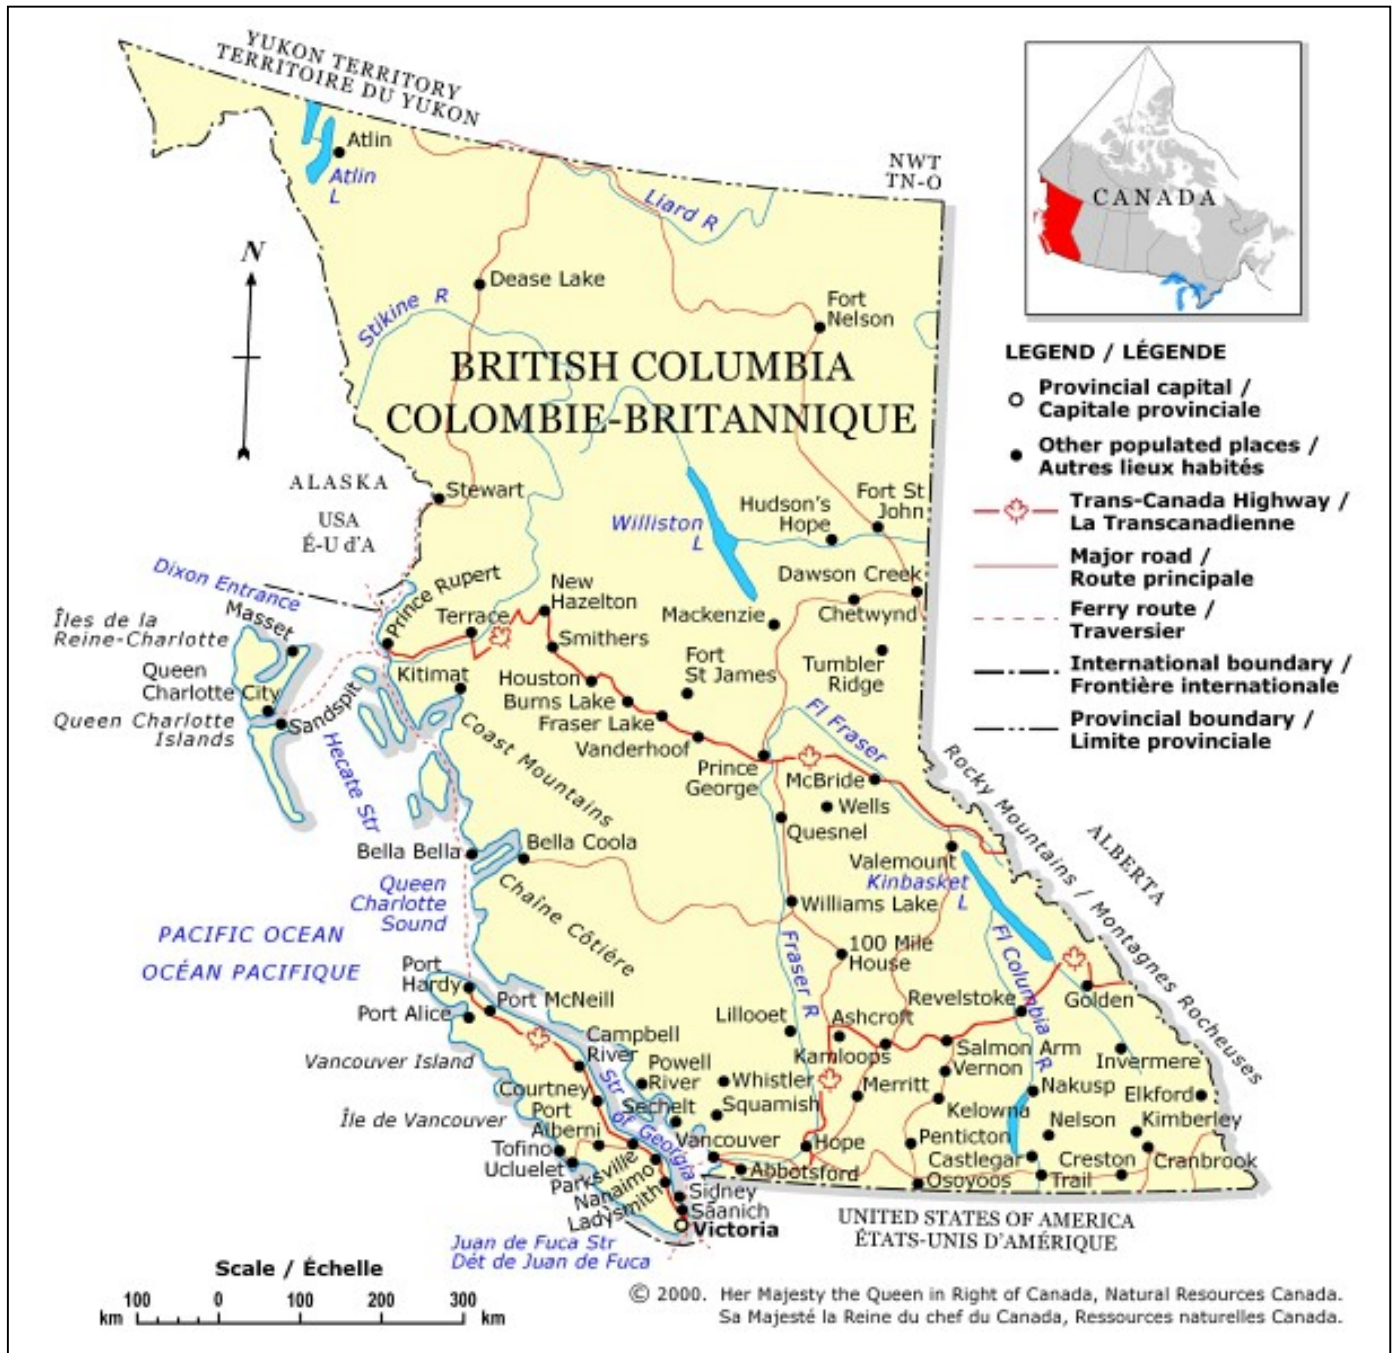 YUKON TERRITORY
TERRITOIRE DU YUKON
Atlin
Atlin
L
NWT
TN-O
Liard R
CANADA
N
Dease Lake
Stikine R
Fort
Nelson
BRITISH COLUMBIA
COLOMBIE-BRITANNIQUE
LEGEND / LÉGENDE
Provincial capital /
Capitale provinciale
Other populated places /
Autres lieux habités
Trans-Canada Highway /
La Transcanadienne
Major road /
Route principale
Ferry route /
Traversier
International boundary /
Frontière internationale
Provincial boundary /
Limite provinciale
ALASKA
USA
É-U d'A
Stewart
Williston
L
Hudson's
Hope
Fort St
John
Dawson Creek
Chetwynd
Mackenzie
Tumbler
Ridge
Dixon Entrance
Masset
Îles de la
Reine-Charlotte
Queen
Charlotte City
Queen Charlotte
Islands
Sandspit
Hecate Str
Prince Rupert
Terrace
New
Hazelton
Smithers
Kitimat
Houston
Burns Lake
Fraser Lake
Vanderhoof
Fort
St James
Prince
George
Fl Fraser
McBride
Wells
Quesnel
Valemount
Kinbasket
L
Rocky Mountains / Montagnes Rocheuses
ALBERTA
Coast Mountains
Chaîne Côtière
Bella Bella
Bella Coola
Queen
Charlotte
Sound
PACIFIC OCEAN
OCÉAN PACIFIQUE
Williams Lake
100 Mile
House
Fraser R
Fl Columbia R
Port
Hardy
Port McNeill
Port Alice
Vancouver Island
Île de Vancouver
Campbell
River
Courtney
Port
Alberni
Tofino
Ucluelet
Parksville
Nanaimo
Ladysmith
Str of Georgia
Powell
River
Sechelt
Whistler
Squamish
Vancouver
Lillooet
Ashcroft
Kamloops
Merritt
Hope
Abbotsford
Revelstoke
Golden
Salmon Arm
Vernon
Kelowna
Penticton
Osoyoos
Invermere
Nakusp
Elkford
Nelson
Kimberley
Castlegar
Creston
Cranbrook
Trail
Sidney
Saanich
Victoria
Juan de Fuca Str
Dét de Juan de Fuca
UNITED STATES OF AMERICA
ÉTATS-UNIS D'AMÉRIQUE
Scale / Échelle
100 0 100 200 300
km km
© 2000. Her Majesty the Queen in Right of Canada, Natural Resources Canada.
Sa Majesté la Reine du chef du Canada, Ressources naturelles Canada.